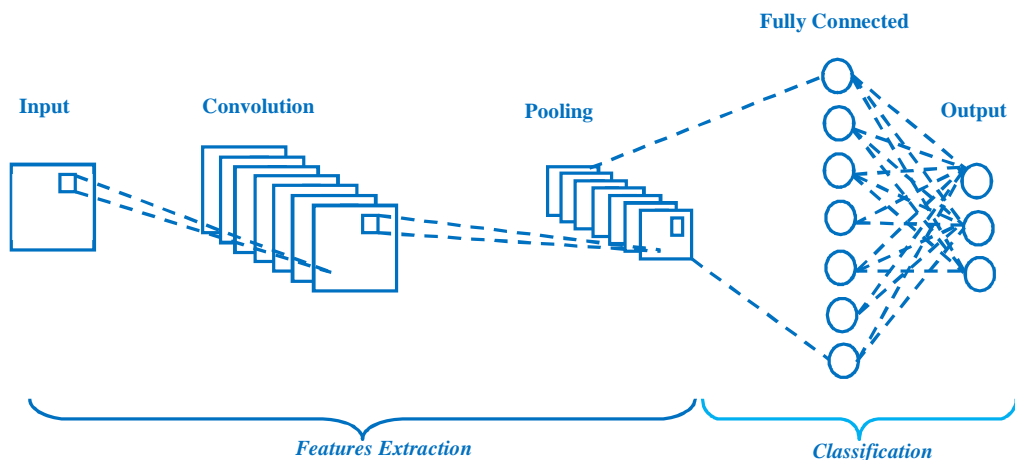 Fully Connected
Input
Convolution
Pooling
Output
Features Extraction
Classification